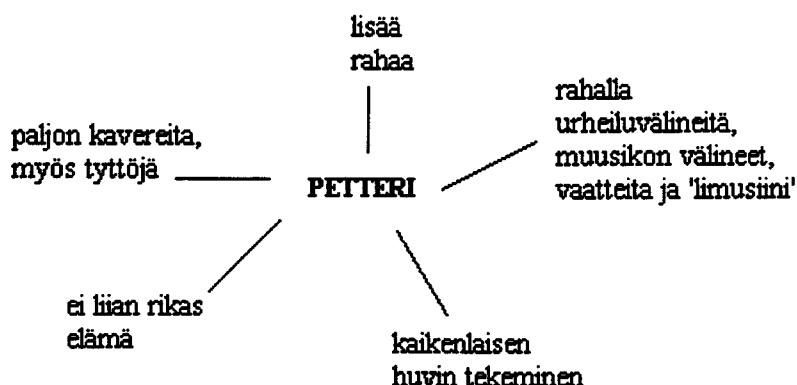 lisää
rahaa
rahalla
urheiluvälineitä,
muusikon välineet,
vaatteita ja 'limusiini'
paljon kavereita,
myös tyttöjä
PETTERI
ei liian rikas
elämä
kaikenlaisen
huvin tekeminen